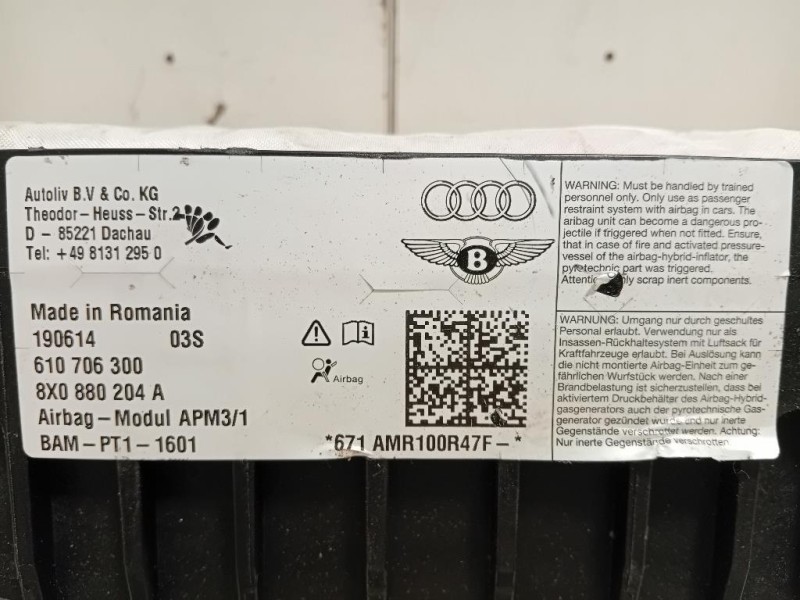 Autoliv B.V & Co. KG
Theodor – Heuss – Str.2
D – 85221 Dachau
Tel: +49 8131 295 0
Made in Romania
190614 03S
610 706 300
8X0 880 204 A
Airbag – Modul APM3/1
BAM – PT1 – 1601
B
Airbag
*671 AMR100R47F– *
WARNING: Must be handled by trained
personnel only. Only use as passenger
restraint system with airbag in cars. The
aribag unit can become a dangerous pro-
jectile if triggered when not fitted. Ensure,
that in case of fire and activated pressure-
vessel of the airbag-hybrid-inflator, the
pyrotechnic part was triggered.
scrap inert components.
WARNUNG: Umgang nur durch geschultes
Personal erlaubt. Verwendung nur als
Insassen-Rückhaltesystem mit Luftsack für
Kraftfahrzeuge erlaubt. Bei Auslösung kann
die nicht montierte Airbag-Einheit zum ge-
fährlichen Wurfstück werden. Nach einer
Brandbelastung ist sicherzustellen, dass bei
aktiviertem Druckbehälter des Airbag-Hybrid-
gasgenerators auch der pyrotechnische Gas-
generator gezündet wurde und nur inerte
Gegenstände verschrottet werden. Achtung:
Nur inerte Gegenstände verschrotten.